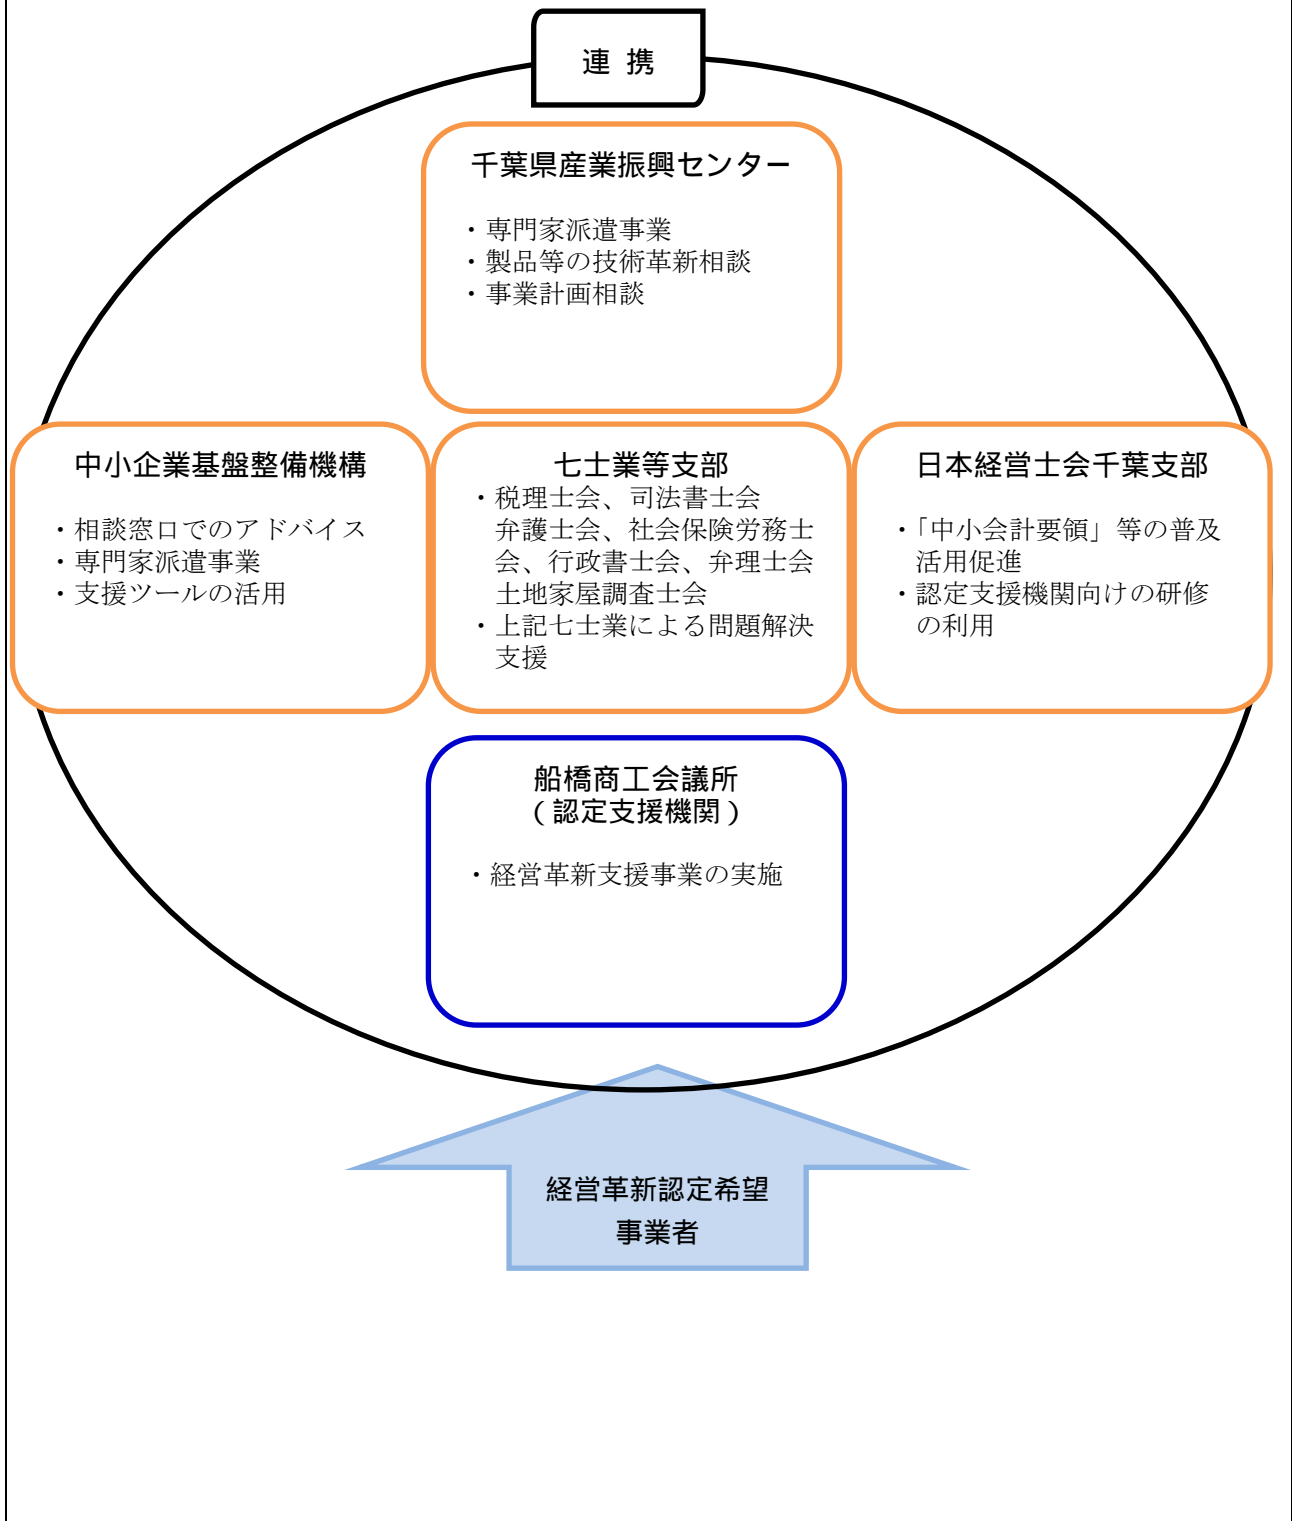 連 携
千葉県産業振興センター
・専門家派遣事業
・製品等の技術革新相談
・事業計画相談
中小企業基盤整備機構
・相談窓口でのアドバイス
・専門家派遣事業
・支援ツールの活用
七士業等支部
・税理士会、司法書士会
弁護士会、社会保険労務士
会、行政書士会、弁理士会
土地家屋調査士会
・上記七士業による問題解決
支援
日本経営士会千葉支部
・「中小会計要領」等の普及
活用促進
・認定支援機関向けの研修
の利用
船橋商工会議所
（認定支援機関）
・経営革新支援事業の実施
経営革新認定希望
事業者